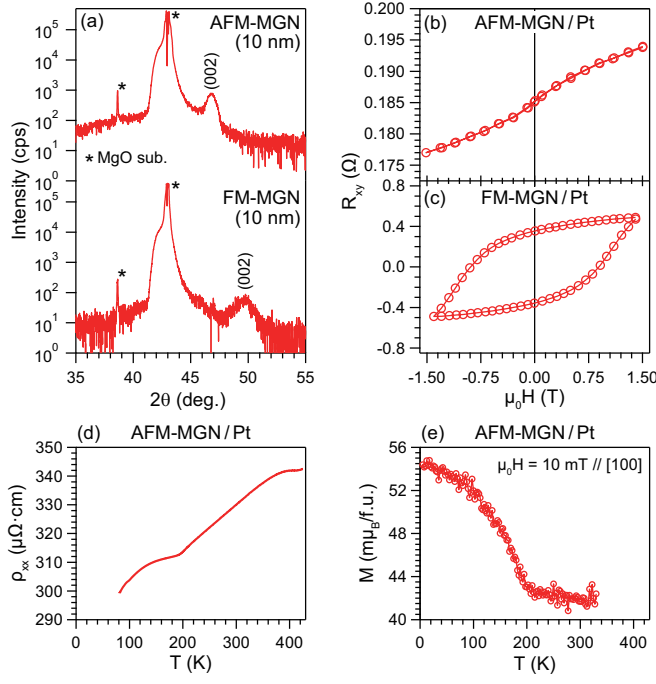 (a)
AFM-MGN
(10 nm)
*
*
(002)
* MgO sub.
FM-MGN
(10 nm)
*
*
(002)
Intensity (cps)
10^5
10^4
10^3
10^2
10^1
10^0
10^5
10^4
10^3
10^2
10^1
10^0
35 40 45 50 55
2θ (deg.)
(b) AFM-MGN / Pt
0.200
0.195
0.190
0.185
0.180
0.175
R_xy (Ω)
(c) FM-MGN / Pt
0.8
0.4
0.0
-0.4
-0.8
-1.50 -0.75 0.00 0.75 1.50
μ₀H (T)
(d) AFM-MGN / Pt
350
340
330
320
310
300
290
ρ_xx (μΩ·cm)
0 100 200 300 400
T (K)
(e) AFM-MGN / Pt
μ₀H = 10 mT // [100]
56
52
48
44
40
M (mμ_B/f.u.)
0 100 200 300 400
T (K)